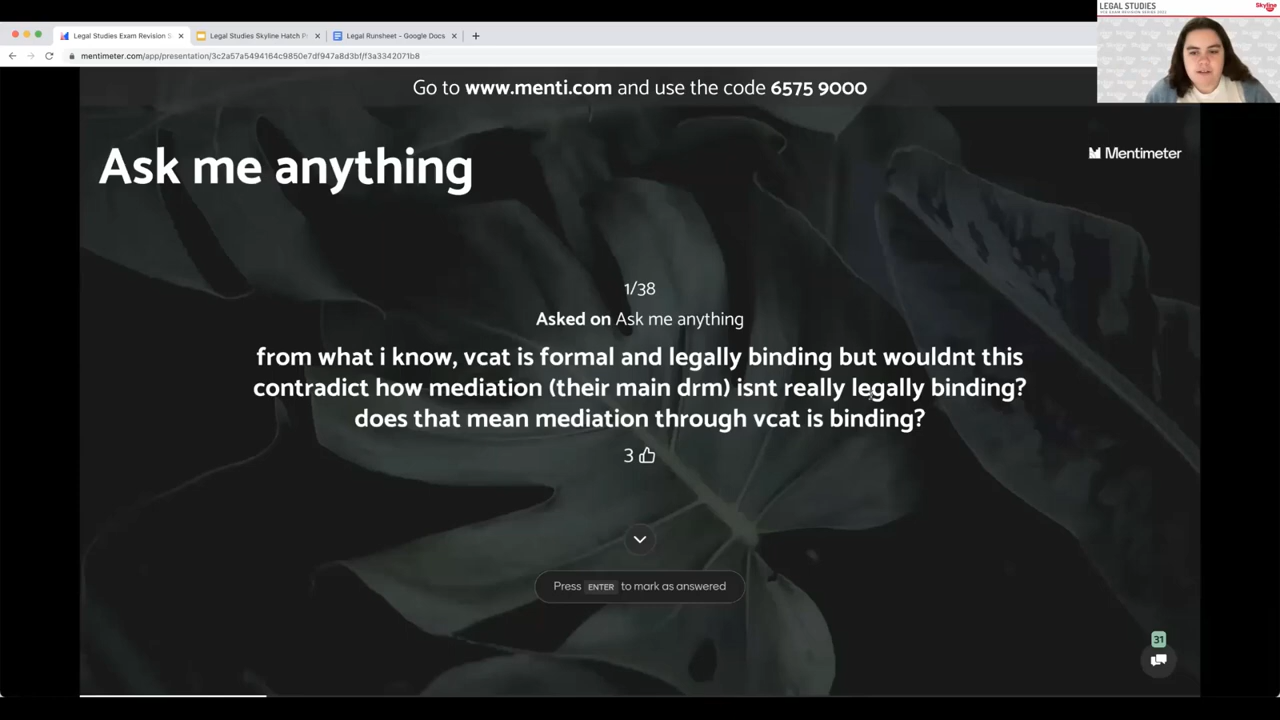 Legal Studies Exam Revision S
Legal Studies Skyline Hatch P
Legal Runsheet - Google Docs
mentimeter.com/app/presentation/3c2a57a5494164c9850e7df947a8d3bf/f3a3342071b8
LEGAL STUDIES
Skyline
Go to www.menti.com and use the code 6575 9000
Ask me anything
Mentimeter
1/38
Asked on Ask me anything
from what i know, vcat is formal and legally binding but wouldnt this
contradict how mediation (their main drm) isnt really legally binding?
does that mean mediation through vcat is binding?
3
Press ENTER to mark as answered
31